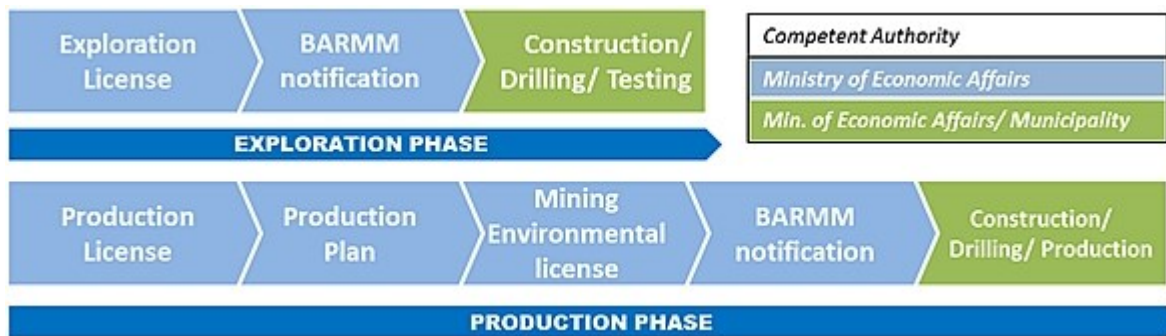 Exploration
License
BARMM
notification
Construction/
Drilling/ Testing
Competent Authority
Ministry of Economic Affairs
Min. of Economic Affairs/ Municipality
EXPLORATION PHASE
Production
License
Production
Plan
Mining
Environmental
license
BARMM
notification
Construction/
Drilling/ Production
PRODUCTION PHASE